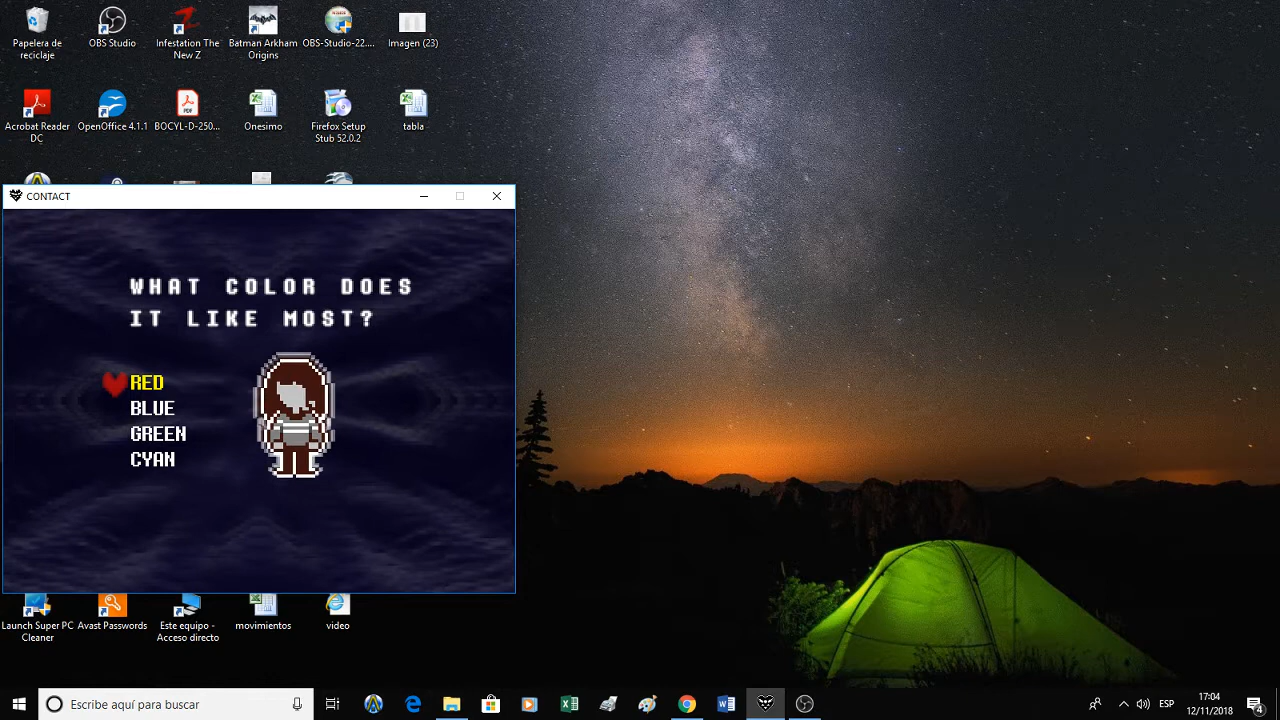 Papelera de
reciclaje
OBS Studio
Infestation The
New Z
Batman Arkham
Origins
OBS-Studio-22....
Imagen (23)
Acrobat Reader
DC
OpenOffice 4.1.1
PDF
BOCYL-D-250...
Onesimo
Firefox Setup
Stub 52.0.2
tabla
CONTACT
WHAT COLOR DOES
IT LIKE MOST?
RED
BLUE
GREEN
CYAN
Launch Super PC
Cleaner
Avast Passwords
Este equipo -
Acceso directo
movimientos
video
Escribe aquí para buscar
ESP
17:04
12/11/2018
4